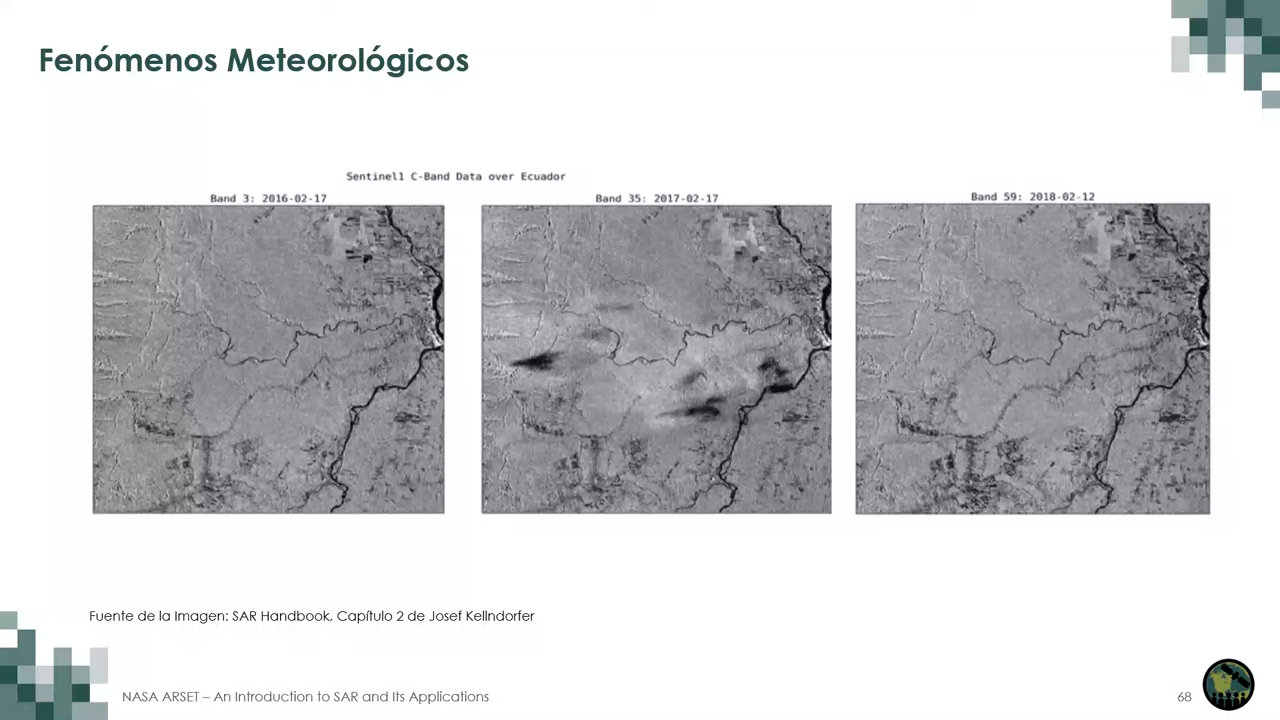 Fenómenos Meteorológicos
Sentinel1 C-Band Data over Ecuador
Band 3: 2016-02-17
Band 35: 2017-02-17
Band 59: 2018-02-12
Fuente de la Imagen: SAR Handbook, Capítulo 2 de Josef Kellndorfer
NASA ARSET – An Introduction to SAR and Its Applications
68